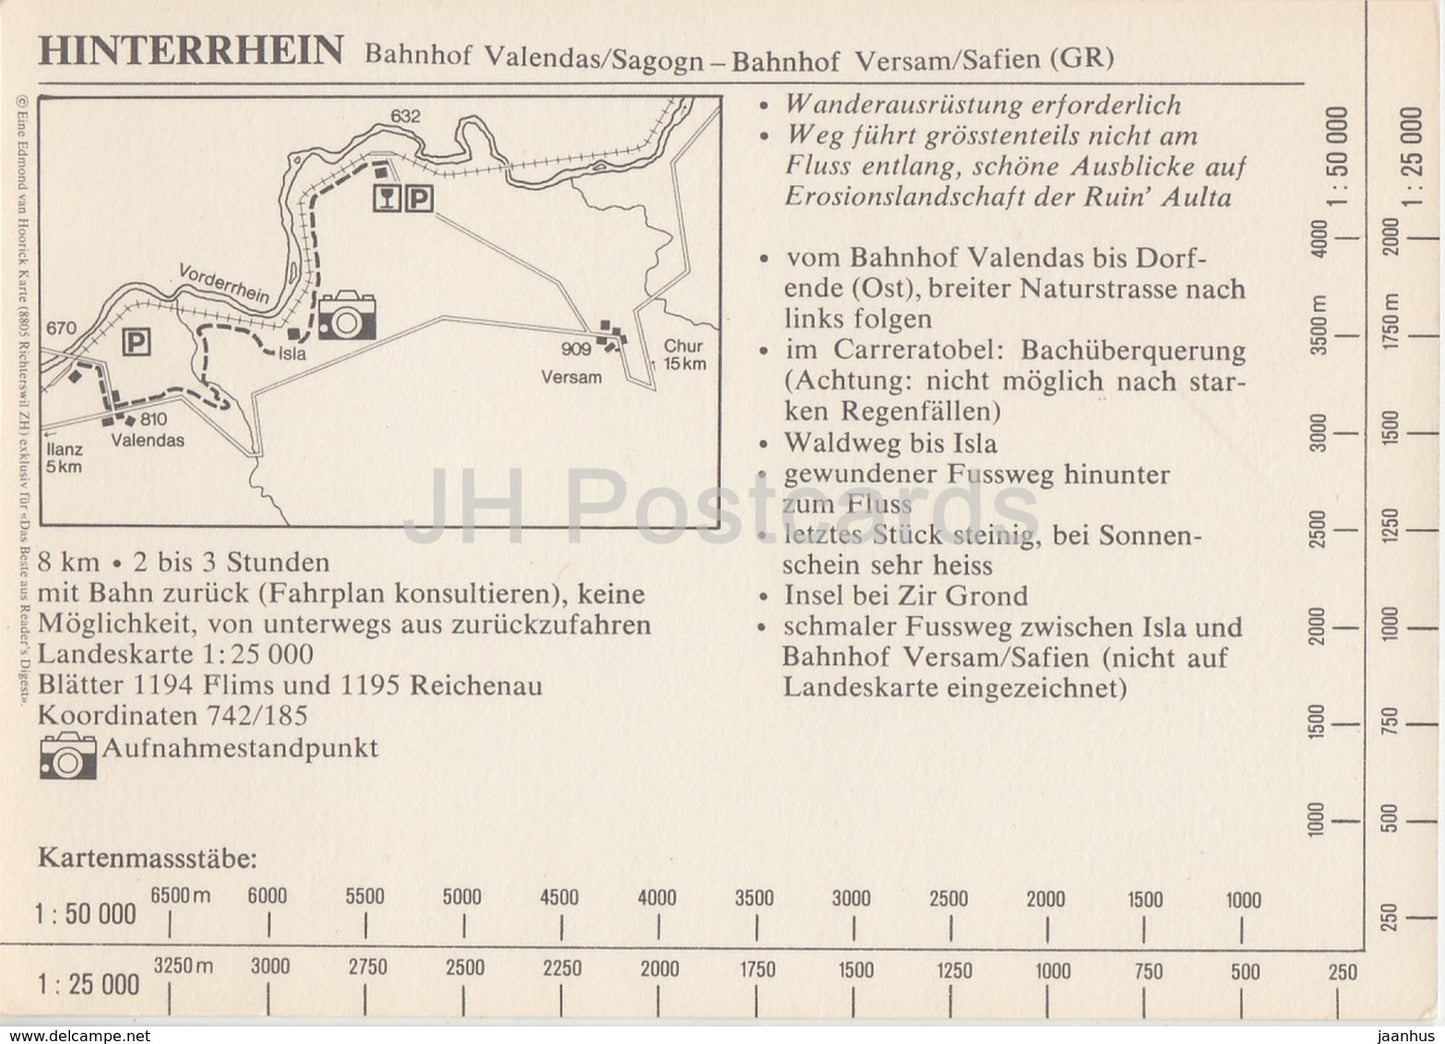 HINTERRHEIN Bahnhof Valendas/Sagogn – Bahnhof Versam/Safien (GR)
© Eine Edmond van Hoorick Karte (8805 Richterswil ZH) exklusiv für «Das Beste aus Reader's Digest».
632
Vorderrhein
670
P
P
Isla
909
Versam
Chur
15 km
810
Valendas
Ilanz
5 km
8 km • 2 bis 3 Stunden
mit Bahn zurück (Fahrplan konsultieren), keine
Möglichkeit, von unterwegs aus zurückzufahren
Landeskarte 1:25 000
Blätter 1194 Flims und 1195 Reichenau
Koordinaten 742/185
Aufnahmestandpunkt
• Wanderausrüstung erforderlich
• Weg führt grösstenteils nicht am
Fluss entlang, schöne Ausblicke auf
Erosionslandschaft der Ruin' Aulta
• vom Bahnhof Valendas bis Dorf-
ende (Ost), breiter Naturstrasse nach
links folgen
• im Carreratobel: Bachüberquerung
(Achtung: nicht möglich nach star-
ken Regenfällen)
• Waldweg bis Isla
• gewundener Fussweg hinunter
zum Fluss
• letztes Stück steinig, bei Sonnen-
schein sehr heiss
• Insel bei Zir Grond
• schmaler Fussweg zwischen Isla und
Bahnhof Versam/Safien (nicht auf
Landeskarte eingezeichnet)
JH Postcards
1 : 50 000
4000
3500 m
3000
2500
2000
1500
1000
1 : 25 000
2000
1750 m
1500
1250
1000
750
500
250
Kartenmassstäbe:
1 : 50 000 6500 m 6000 5500 5000 4500 4000 3500 3000 2500 2000 1500 1000
1 : 25 000 3250 m 3000 2750 2500 2250 2000 1750 1500 1250 1000 750 500 250
www.delcampe.net
jaanhus